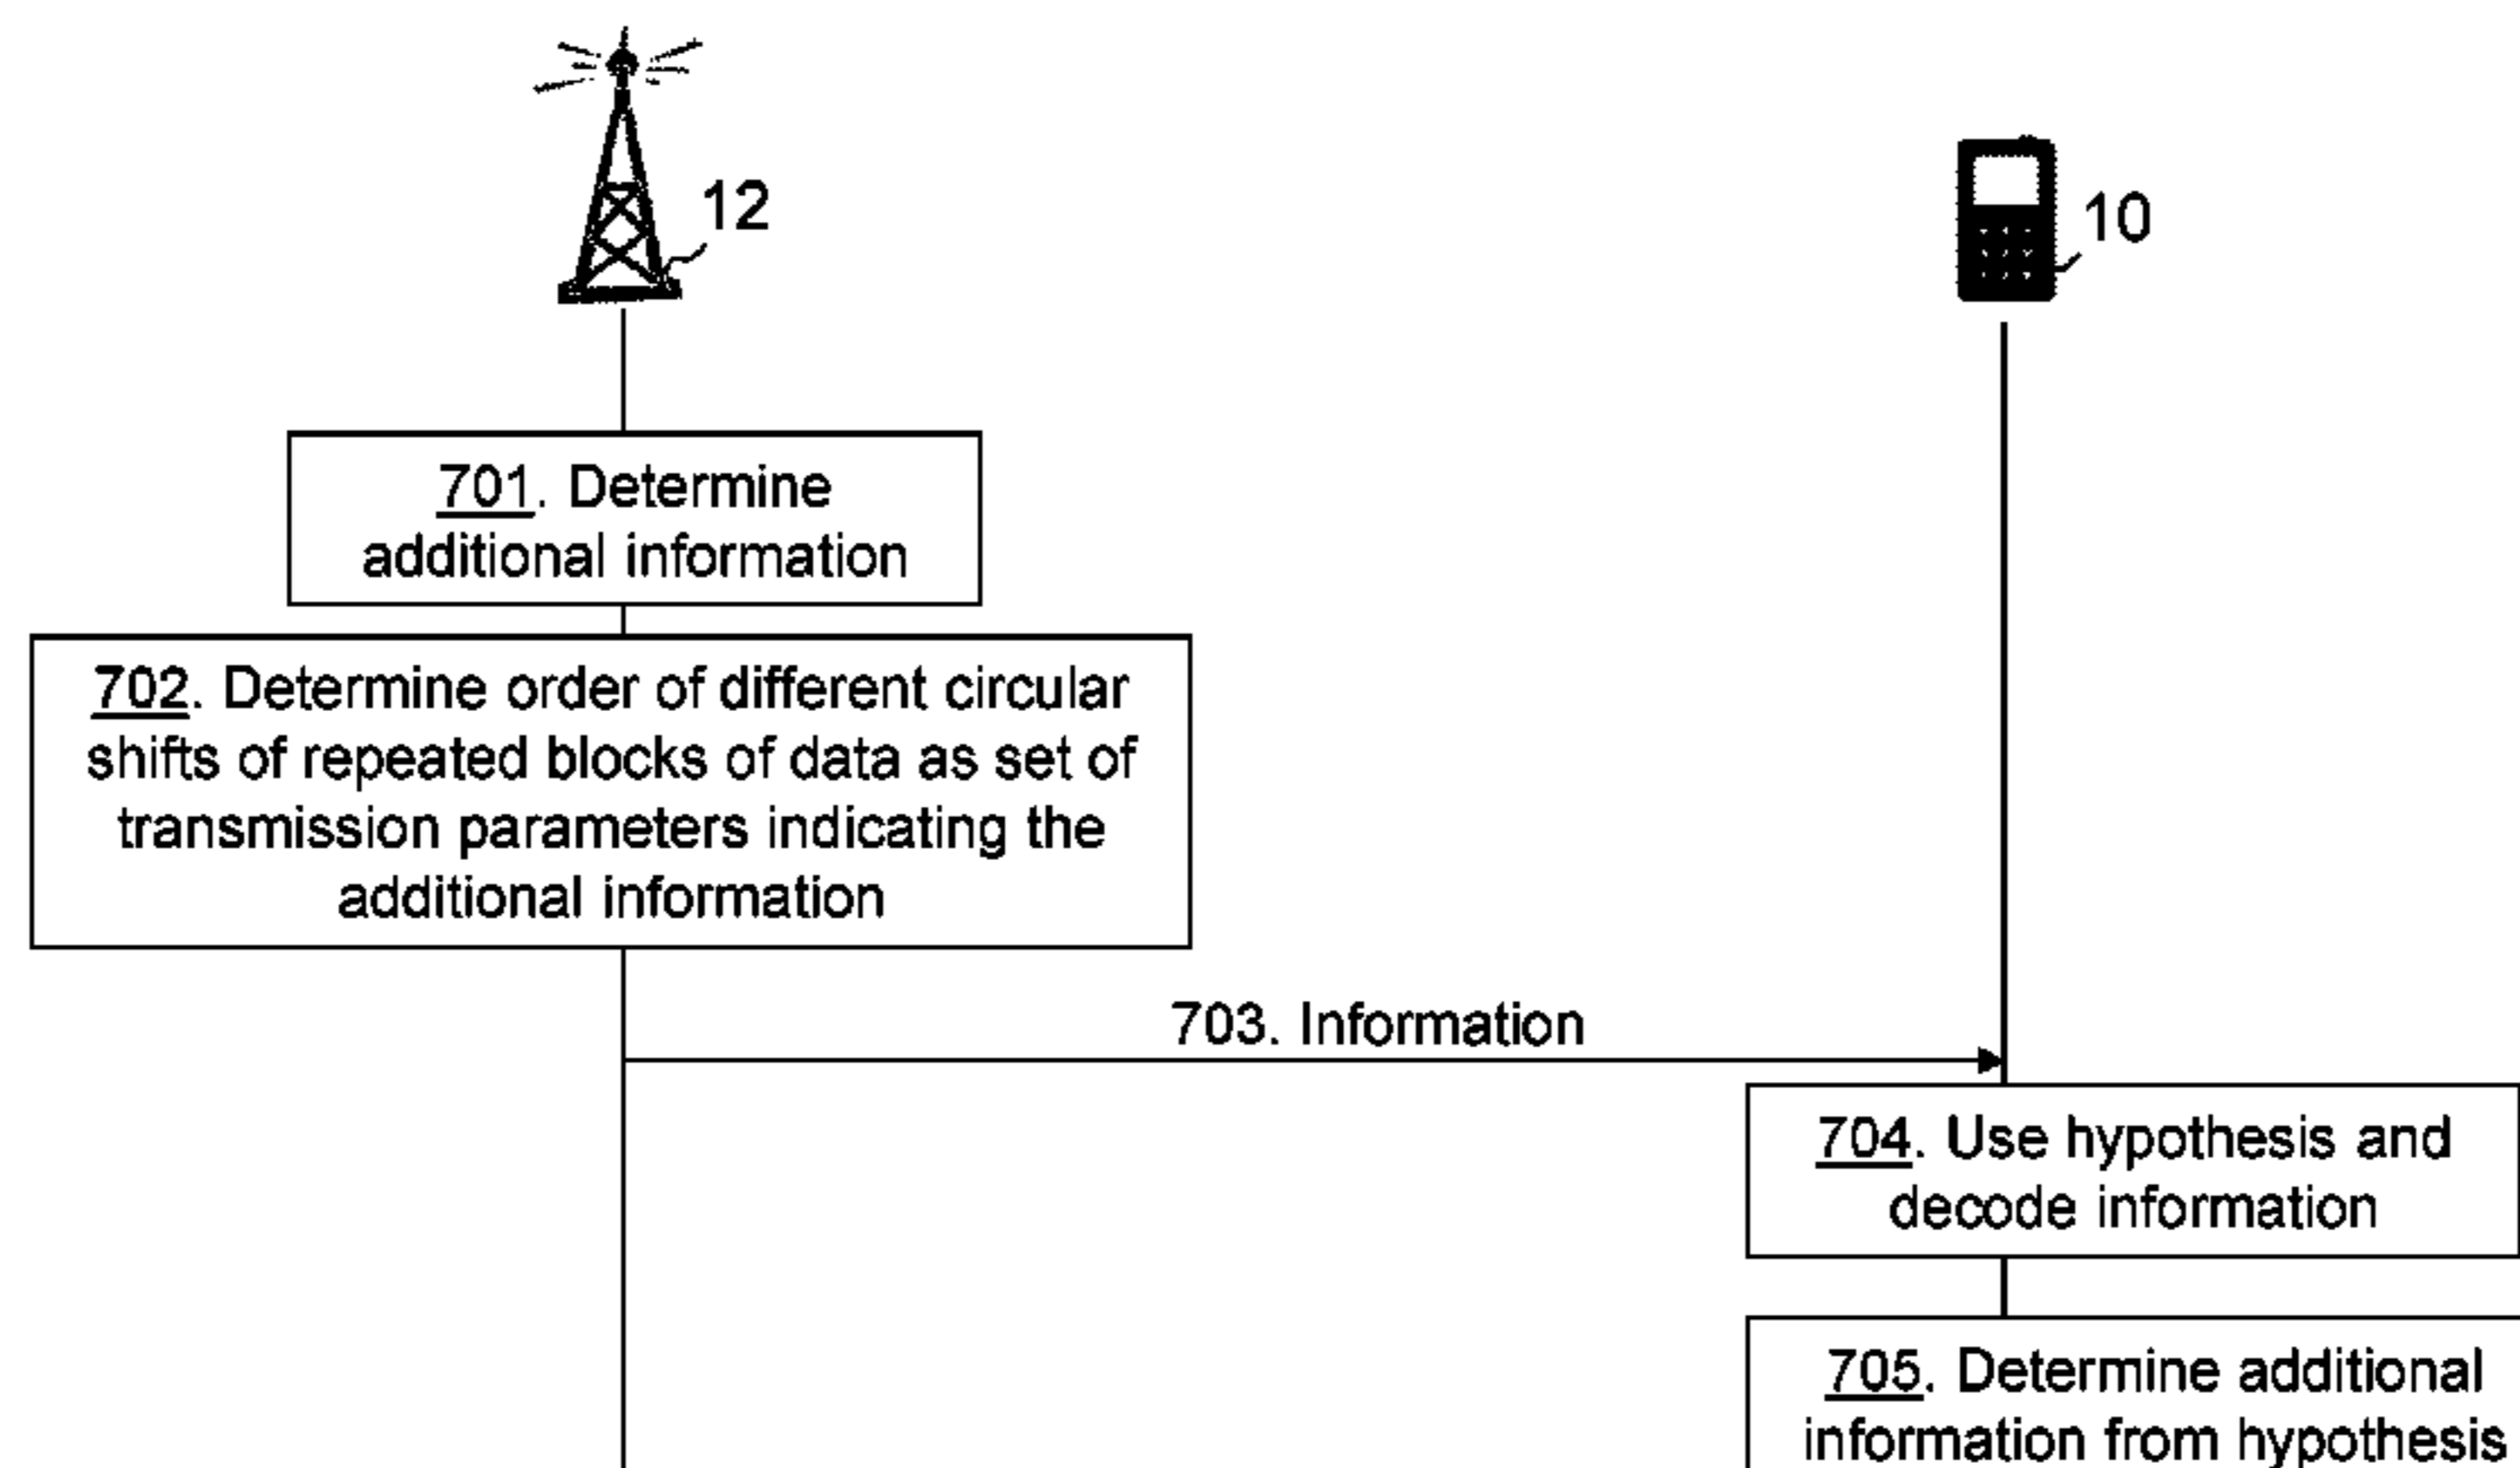 12
10
701. Determine
additional information
702. Determine order of different circular
shifts of repeated blocks of data as set of
transmission parameters indicating the
additional information
703. Information
704. Use hypothesis and
decode information
705. Determine additional
information from hypothesis